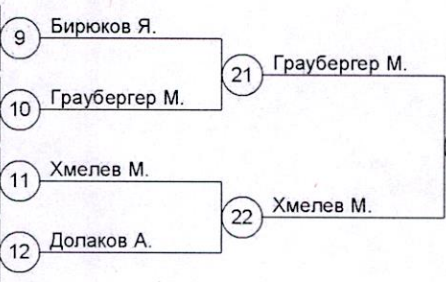 9 Бирюков Я.
21 Граубергер М.
10 Граубергер М.
11 Хмелев М.
22 Хмелев М.
12 Долаков А.